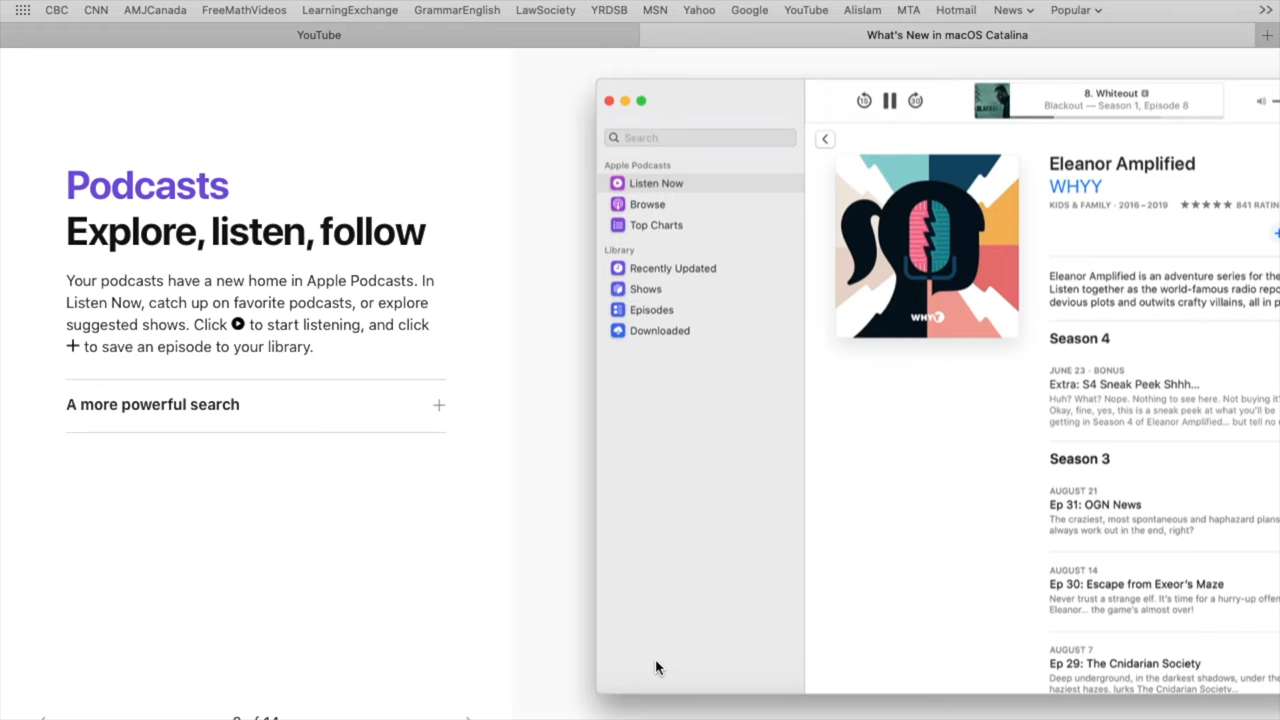 CBC CNN AMJCanada FreeMathVideos LearningExchange GrammarEnglish LawSociety YRDSB MSN Yahoo Google YouTube Alislam MTA Hotmail News Popular
YouTube
What's New in macOS Catalina
Podcasts
Explore, listen, follow
Your podcasts have a new home in Apple Podcasts. In
Listen Now, catch up on favorite podcasts, or explore
suggested shows. Click to start listening, and click
+ to save an episode to your library.
A more powerful search +
Search
Apple Podcasts
Listen Now
Browse
Top Charts
Library
Recently Updated
Shows
Episodes
Downloaded
15
30
8. Whiteout
Blackout — Season 1, Episode 8
WHYY
Eleanor Amplified
WHYY
KIDS & FAMILY · 2016–2019 ★★★★★ 841 RATIN
Eleanor Amplified is an adventure series for the
Listen together as the world-famous radio repo
devious plots and outwits crafty villains, all in p
Season 4
JUNE 23 · BONUS
Extra: S4 Sneak Peek Shhh...
Huh? What? Nope. Nothing to see here. Not buying it
Okay, fine, yes, this is a sneak peek at what you'll be
getting in Season 4 of Eleanor Amplified... but tell no
Season 3
AUGUST 21
Ep 31: OGN News
The craziest, most spontaneous and haphazard plans
always work out in the end, right?
AUGUST 14
Ep 30: Escape from Exeor's Maze
Never trust a strange elf. It's time for a hurry-up offen
Eleanor... the game's almost over!
AUGUST 7
Ep 29: The Cnidarian Society
Deep underground, in the darkest shadows, under the
haziest hazes, lurks The Cnidarian Society...